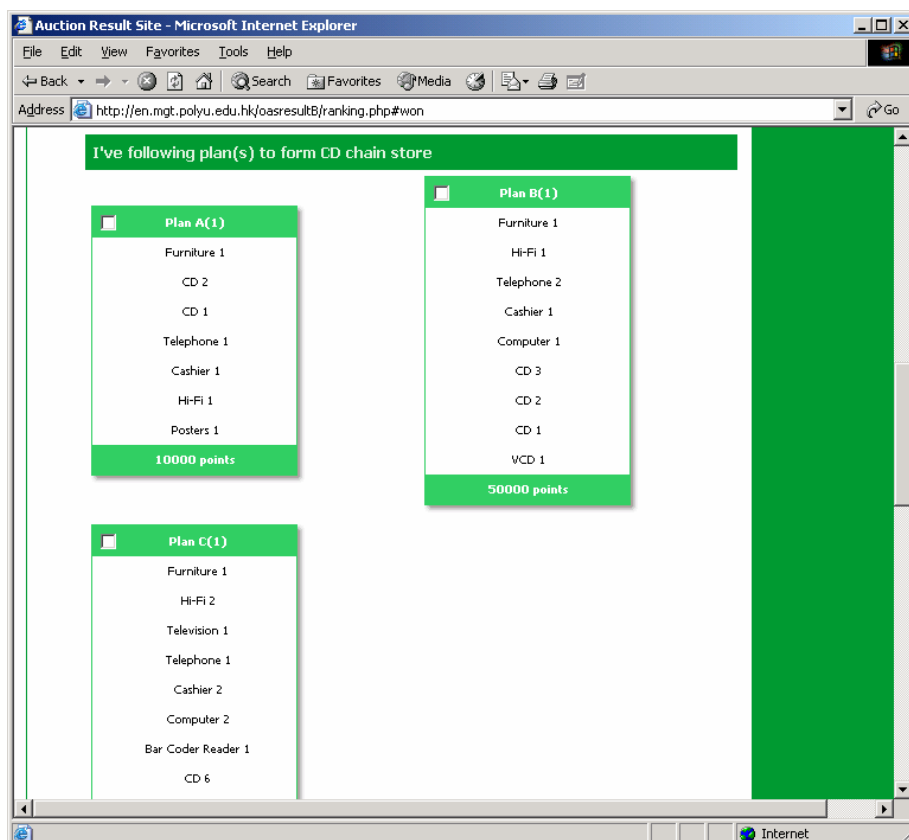 Auction Result Site - Microsoft Internet Explorer
File Edit View Favorites Tools Help
Back Search Favorites Media
Address http://en.mgt.polyu.edu.hk/oasresultB/ranking.php#won Go
I've following plan(s) to form CD chain store
Plan A(1)
Furniture 1
CD 2
CD 1
Telephone 1
Cashier 1
Hi-Fi 1
Posters 1
10000 points
Plan B(1)
Furniture 1
Hi-Fi 1
Telephone 2
Cashier 1
Computer 1
CD 3
CD 2
CD 1
VCD 1
50000 points
Plan C(1)
Furniture 1
Hi-Fi 2
Television 1
Telephone 1
Cashier 2
Computer 2
Bar Coder Reader 1
CD 6
Internet